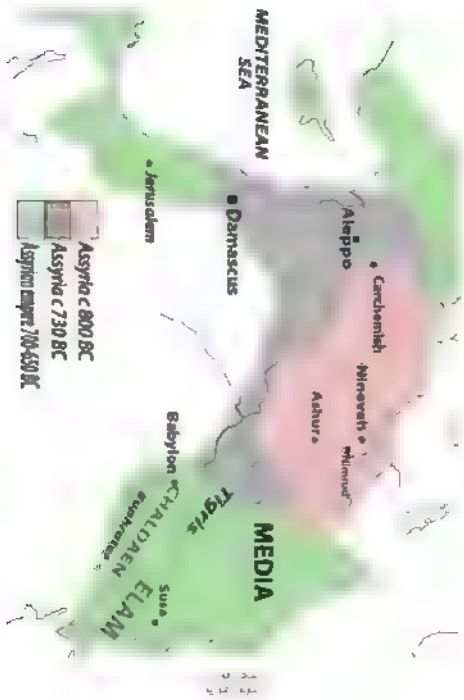 MEDITERRANEAN
SEA
Aleppo
Carchemish
Nineveh
Nimrud
Ashur
Damascus
Jerusalem
MEDIA
Tigris
Babylon
CHALDAEN
Euphrates
Susa
ELAM
Assyria c 800 BC
Assyria c 730 BC
Assyrian empire 700-650 BC